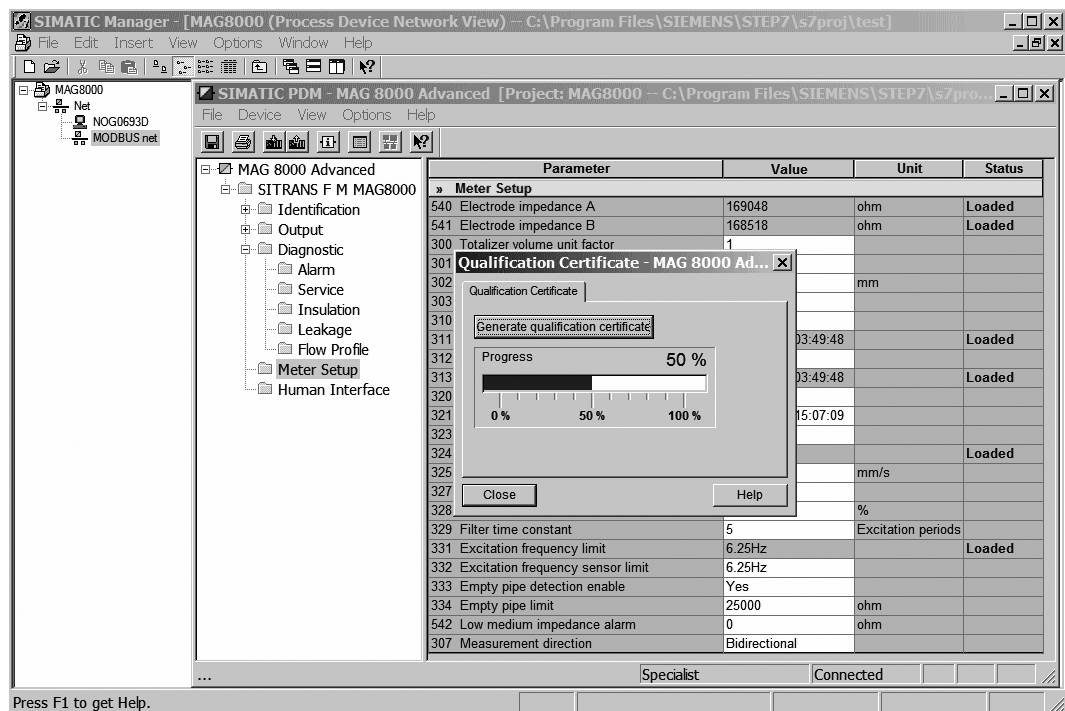 SIMATIC Manager - [MAG8000 (Process Device Network View) -- C:\Program Files\SIEMENS\STEP7\s7proj\test]
File Edit Insert View Options Window Help
MAG8000
Net
NOG0693D
MODBUS net
SIMATIC PDM - MAG 8000 Advanced [Project: MAG8000 -- C:\Program Files\SIEMENS\STEP7\s7pro...
File Device View Options Help
MAG 8000 Advanced
SITRANS F M MAG8000
Identification
Output
Diagnostic
Alarm
Service
Insulation
Leakage
Flow Profile
Meter Setup
Human Interface
Parameter Value Unit Status
» Meter Setup
540 Electrode impedance A 169048 ohm Loaded
541 Electrode impedance B 168518 ohm Loaded
300 Totalizer volume unit factor 1
301
302 mm
303
310
311 03:49:48 Loaded
312
313 03:49:48 Loaded
320
321 15:07:09
323
324 Loaded
325 mm/s
327
328 %
329 Filter time constant 5 Excitation periods
331 Excitation frequency limit 6.25Hz Loaded
332 Excitation frequency sensor limit 6.25Hz
333 Empty pipe detection enable Yes
334 Empty pipe limit 25000 ohm
542 Low medium impedance alarm 0 ohm
307 Measurement direction Bidirectional
Qualification Certificate - MAG 8000 Ad...
Qualification Certificate
Generate qualification certificate
Progress 50 %
0 % 50 % 100 %
Close Help
... Specialist Connected
Press F1 to get Help.